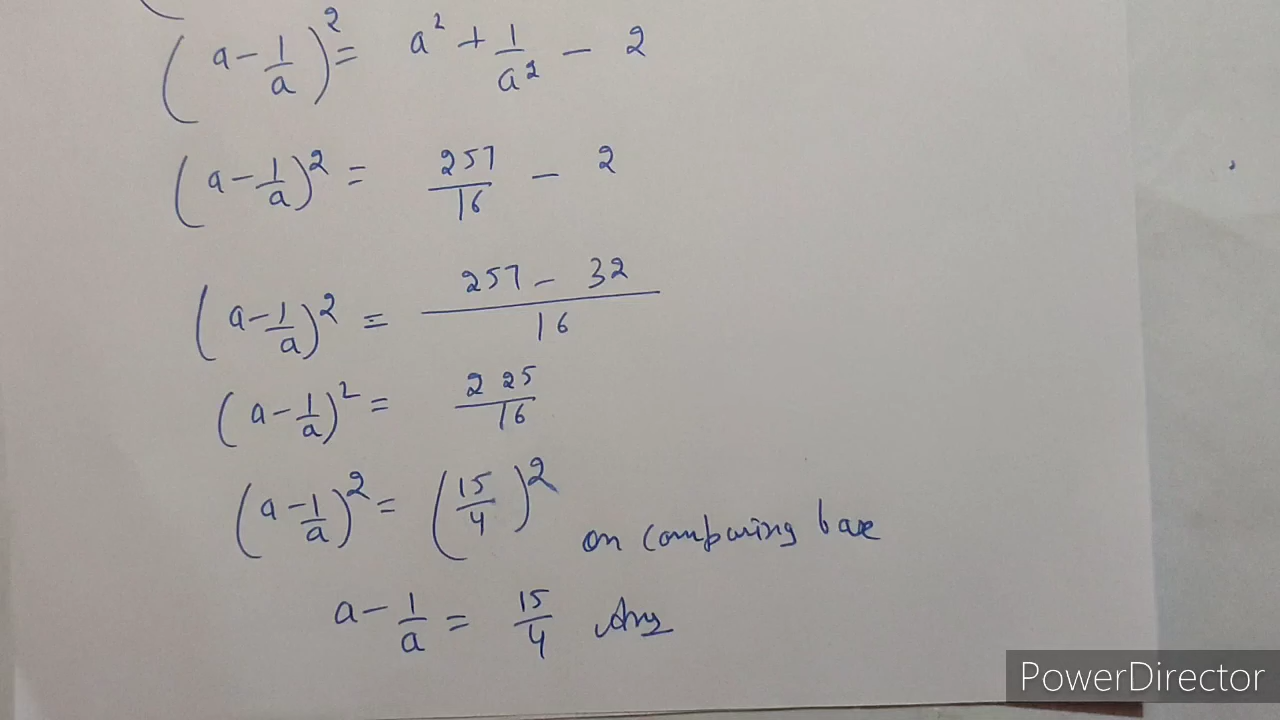 (a - 1/a)² = a² + 1/a² - 2
(a - 1/a)² = 257/16 - 2
(a - 1/a)² = (257 - 32)/16
(a - 1/a)² = 225/16
(a - 1/a)² = (15/4)² on comparing base
a - 1/a = 15/4 Ans
PowerDirector